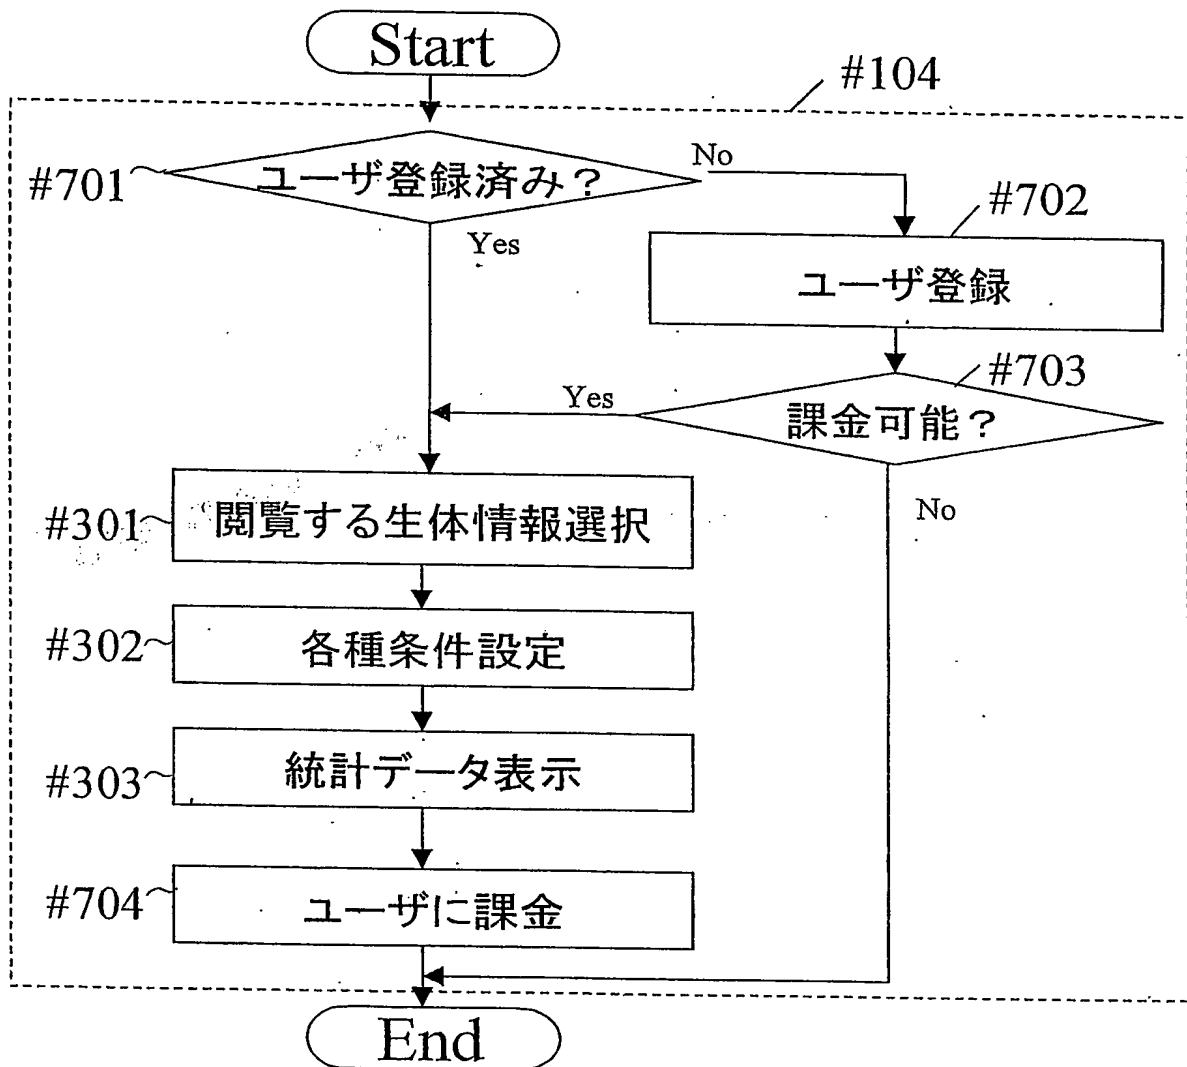 Start
#104
#701
ユーザ登録済み？
No
#702
Yes
ユーザ登録
#703
Yes
課金可能？
#301
閲覧する生体情報選択
No
#302
各種条件設定
#303
統計データ表示
#704
ユーザに課金
End